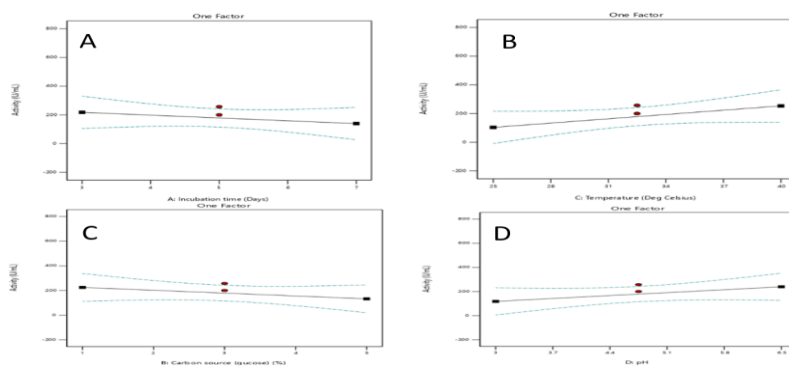 One Factor
A
Activity (U/mL)
800
600
400
200
0
-200
3 4 5 6 7
A: Incubation time (Days)
One Factor
B
Activity (U/mL)
800
600
400
200
0
-200
25 28 31 34 37 40
C: Temperature (Deg Celsius)
One Factor
C
Activity (U/mL)
800
600
400
200
0
-200
1 2 3 4 5
B: Carbon source (gucose) (%)
One Factor
D
Activity (U/mL)
800
600
400
200
0
-200
3 3.7 4.4 5.1 5.8 6.5
D: pH